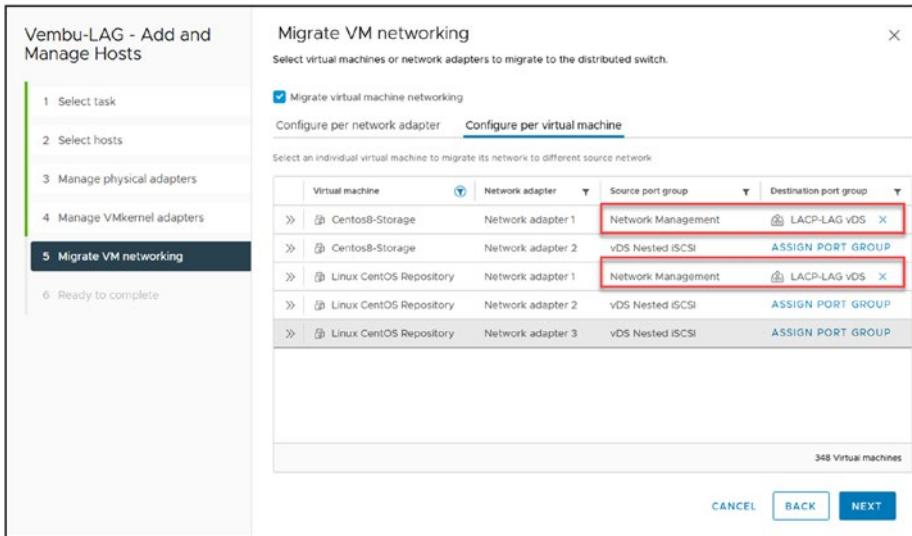 Vembu-LAG - Add and
Manage Hosts
1 Select task
2 Select hosts
3 Manage physical adapters
4 Manage VMkernel adapters
5 Migrate VM networking
6 Ready to complete
Migrate VM networking
Select virtual machines or network adapters to migrate to the distributed switch.
Migrate virtual machine networking
Configure per network adapter Configure per virtual machine
Select an individual virtual machine to migrate its network to different source network
Virtual machine Network adapter Source port group Destination port group
Centos8-Storage Network adapter 1 Network Management LACP-LAG vDS
Centos8-Storage Network adapter 2 vDS Nested iSCSI ASSIGN PORT GROUP
Linux CentOS Repository Network adapter 1 Network Management LACP-LAG vDS
Linux CentOS Repository Network adapter 2 vDS Nested iSCSI ASSIGN PORT GROUP
Linux CentOS Repository Network adapter 3 vDS Nested iSCSI ASSIGN PORT GROUP
348 Virtual machines
CANCEL BACK NEXT